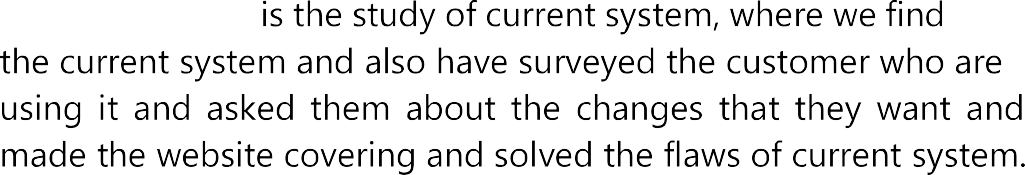 is the study of current system, where we find
the current system and also have surveyed the customer who are
using it and asked them about the changes that they want and
made the website covering and solved the flaws of current system.